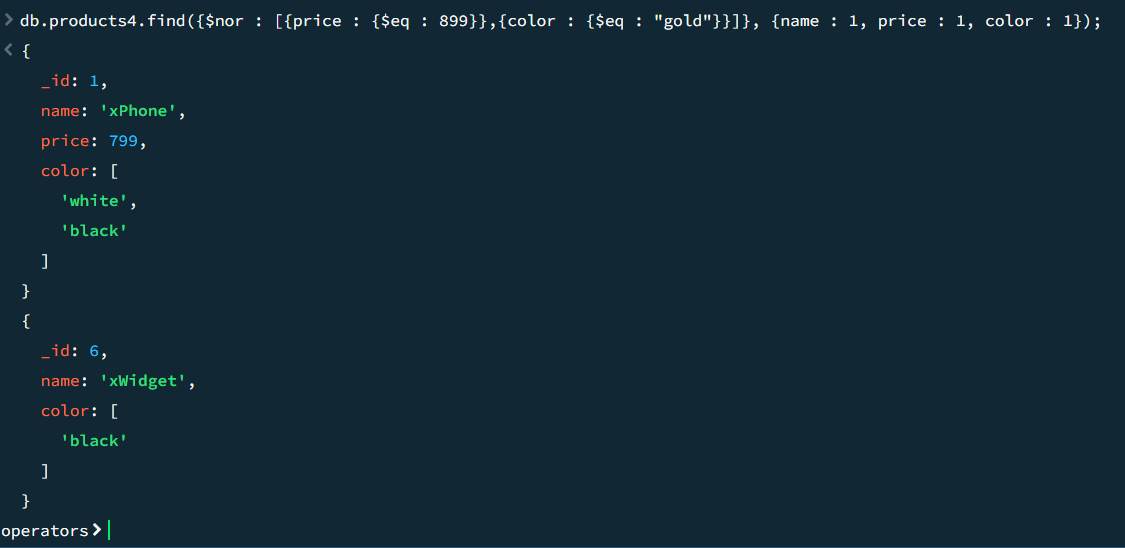 > db.products4.find({$nor : [{price : {$eq : 899}},{color : {$eq : "gold"}}]}, {name : 1, price : 1, color : 1});
< {
_id: 1,
name: 'xPhone',
price: 799,
color: [
'white',
'black'
]
}
{
_id: 6,
name: 'xWidget',
color: [
'black'
]
}
operators>